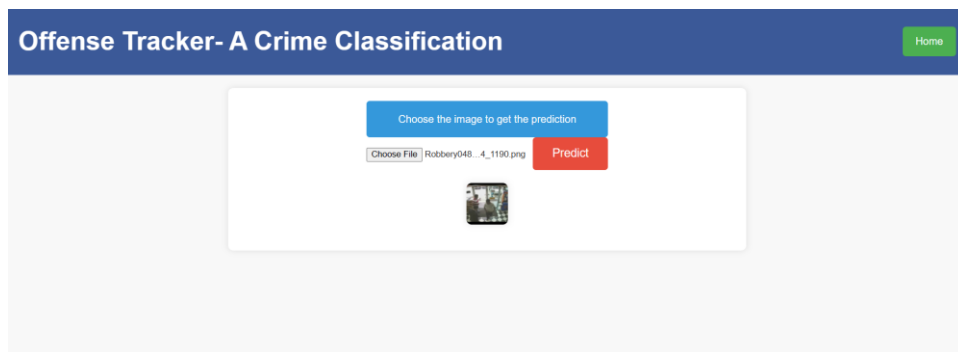 Offense Tracker- A Crime Classification
Home
Choose the image to get the prediction
Choose File Robbery048...4_1190.png Predict